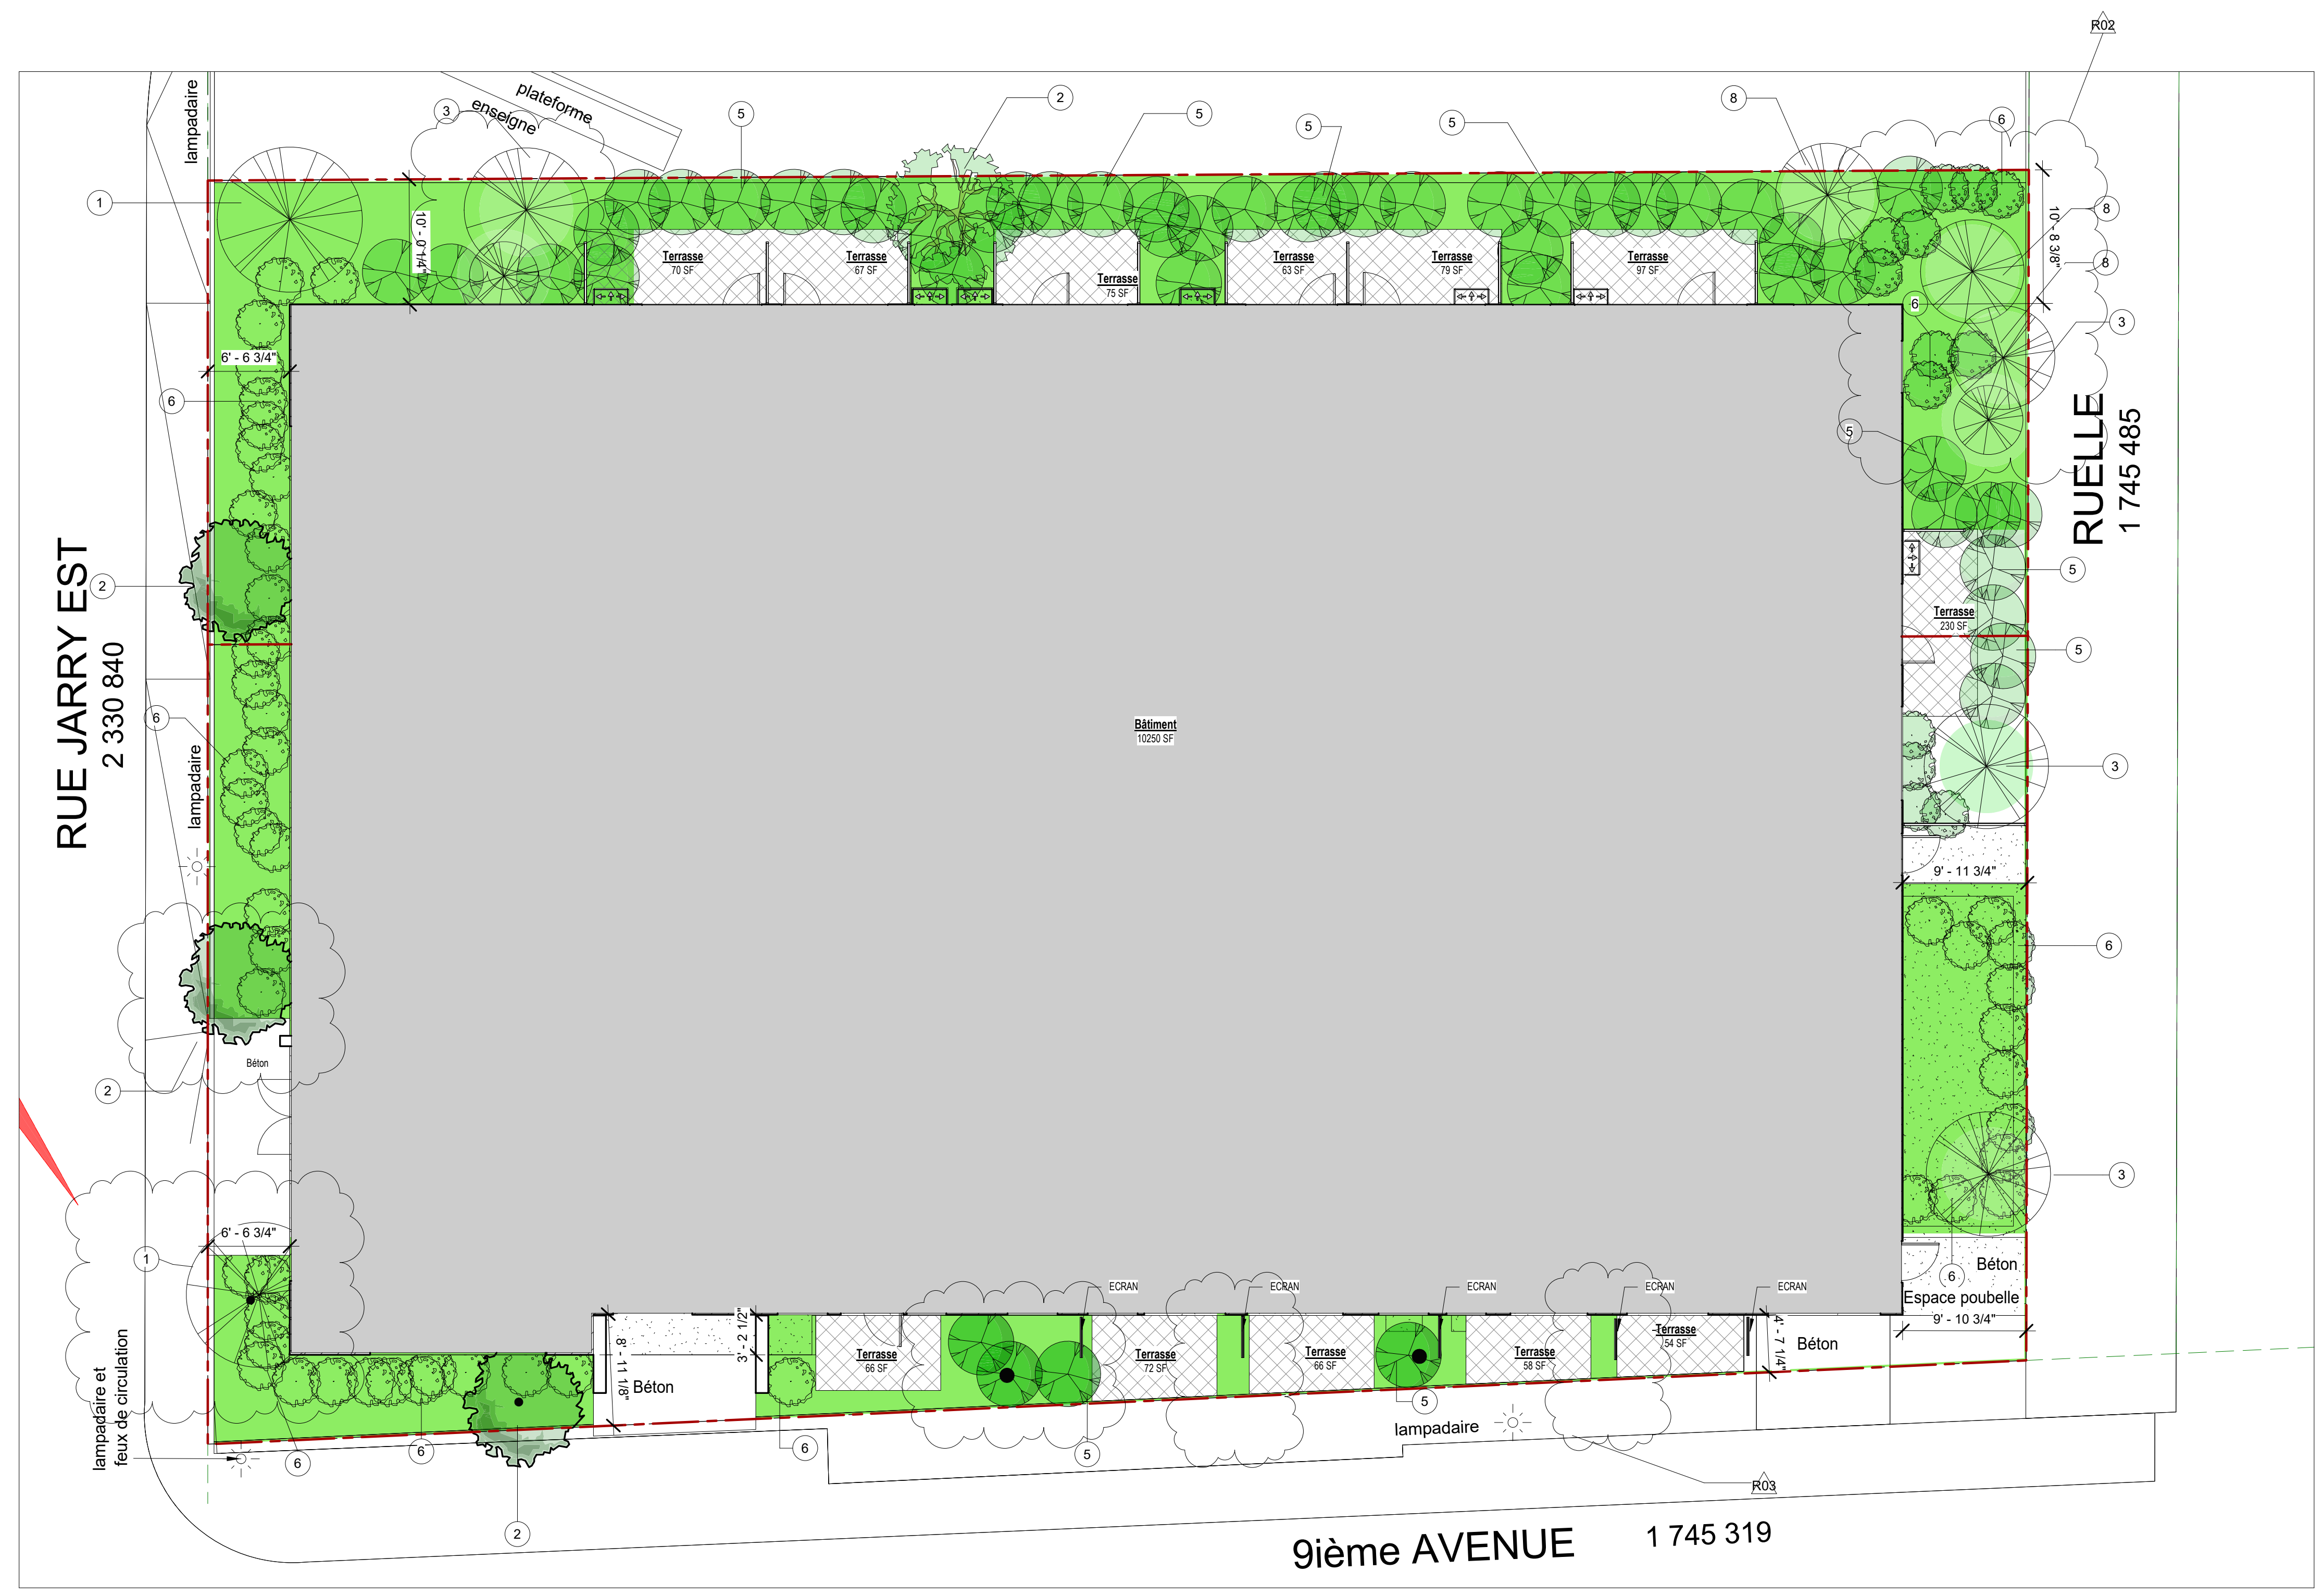 R02
lampadaire
plateforme
enseigne
3
5
2
5
5
5
8
6
1
10' - 0 1/4"
10' - 8 3/8"
8
8
Terrasse
70 SF
Terrasse
67 SF
Terrasse
75 SF
Terrasse
63 SF
Terrasse
79 SF
Terrasse
97 SF
6
3
6' - 6 3/4"
6
5
RUELLE
1 745 485
RUE JARRY EST
2 330 840
2
5
Terrasse
230 SF
5
6
lampadaire
Bâtiment
10250 SF
3
9' - 11 3/4"
6
Béton
2
3
6' - 6 3/4"
1
6
Béton
Espace poubelle
9' - 10 3/4"
ECRAN
ECRAN
ECRAN
ECRAN
ECRAN
8' - 11 1/8"
3' - 2 1/2"
4' - 7 1/4"
Béton
Béton
Terrasse
66 SF
Terrasse
72 SF
Terrasse
66 SF
Terrasse
58 SF
Terrasse
54 SF
lampadaire et
feux de circulation
6
6
2
6
5
5
lampadaire
R03
9ième AVENUE
1 745 319